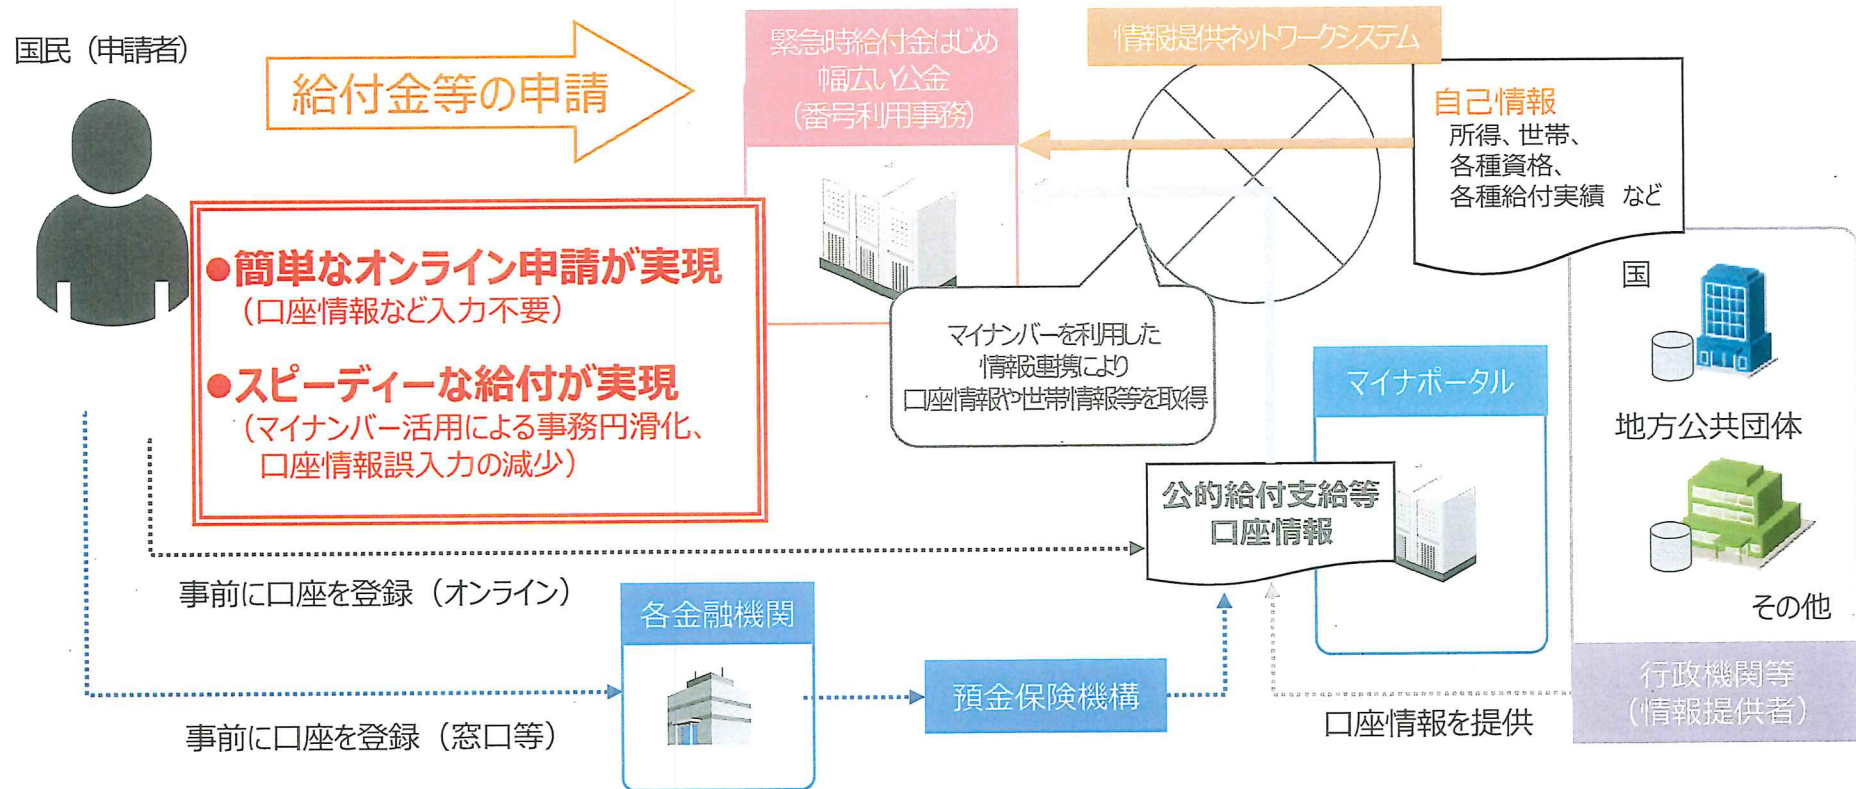 国民（申請者）
給付金等の申請
緊急時給付金はじめ
幅広い公金
（番号利用事務）
情報提供ネットワークシステム
自己情報
所得、世帯、
各種資格、
各種給付実績 など
●簡単なオンライン申請が実現
（口座情報など入力不要）
●スピーディーな給付が実現
（マイナンバー活用による事務円滑化、
口座情報誤入力の減少）
マイナンバーを利用した
情報連携により
口座情報や世帯情報等を取得
マイナポータル
国
地方公共団体
その他
行政機関等
（情報提供者）
公的給付支給等
口座情報
事前に口座を登録（オンライン）
各金融機関
預金保険機構
事前に口座を登録（窓口等）
口座情報を提供